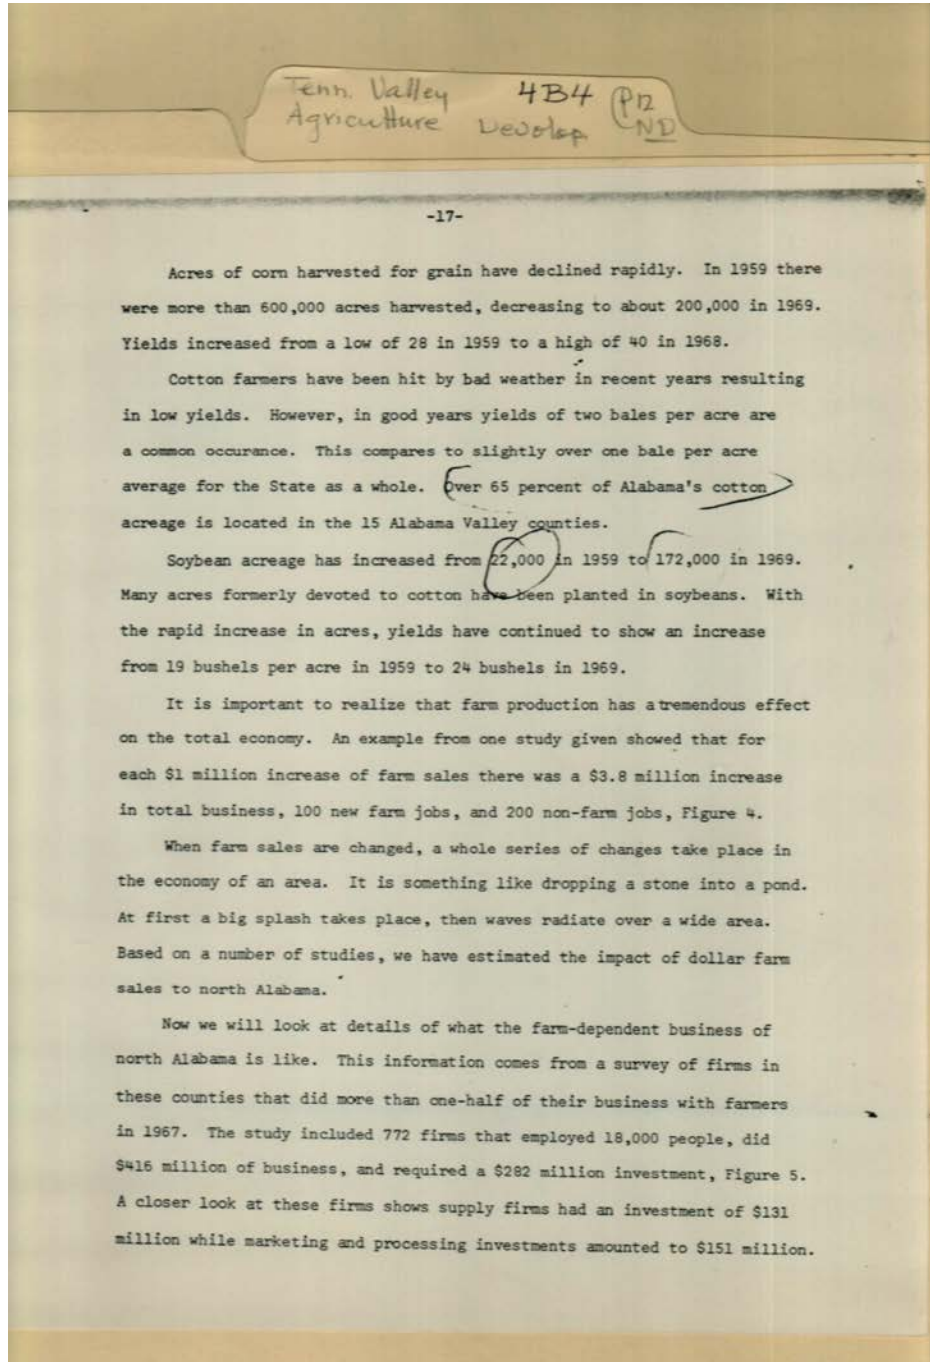 Tenn. Valley 4B4 P12
Agriculture Develop ND
-17-
Acres of corn harvested for grain have declined rapidly. In 1959 there
were more than 600,000 acres harvested, decreasing to about 200,000 in 1969.
Yields increased from a low of 28 in 1959 to a high of 40 in 1968.
Cotton farmers have been hit by bad weather in recent years resulting
in low yields. However, in good years yields of two bales per acre are
a common occurance. This compares to slightly over one bale per acre
average for the State as a whole. Over 65 percent of Alabama's cotton
acreage is located in the 15 Alabama Valley counties.
Soybean acreage has increased from 22,000 in 1959 to 172,000 in 1969.
Many acres formerly devoted to cotton have been planted in soybeans. With
the rapid increase in acres, yields have continued to show an increase
from 19 bushels per acre in 1959 to 24 bushels in 1969.
It is important to realize that farm production has a tremendous effect
on the total economy. An example from one study given showed that for
each $1 million increase of farm sales there was a $3.8 million increase
in total business, 100 new farm jobs, and 200 non-farm jobs, Figure 4.
When farm sales are changed, a whole series of changes take place in
the economy of an area. It is something like dropping a stone into a pond.
At first a big splash takes place, then waves radiate over a wide area.
Based on a number of studies, we have estimated the impact of dollar farm
sales to north Alabama.
Now we will look at details of what the farm-dependent business of
north Alabama is like. This information comes from a survey of firms in
these counties that did more than one-half of their business with farmers
in 1967. The study included 772 firms that employed 18,000 people, did
$416 million of business, and required a $282 million investment, Figure 5.
A closer look at these firms shows supply firms had an investment of $131
million while marketing and processing investments amounted to $151 million.